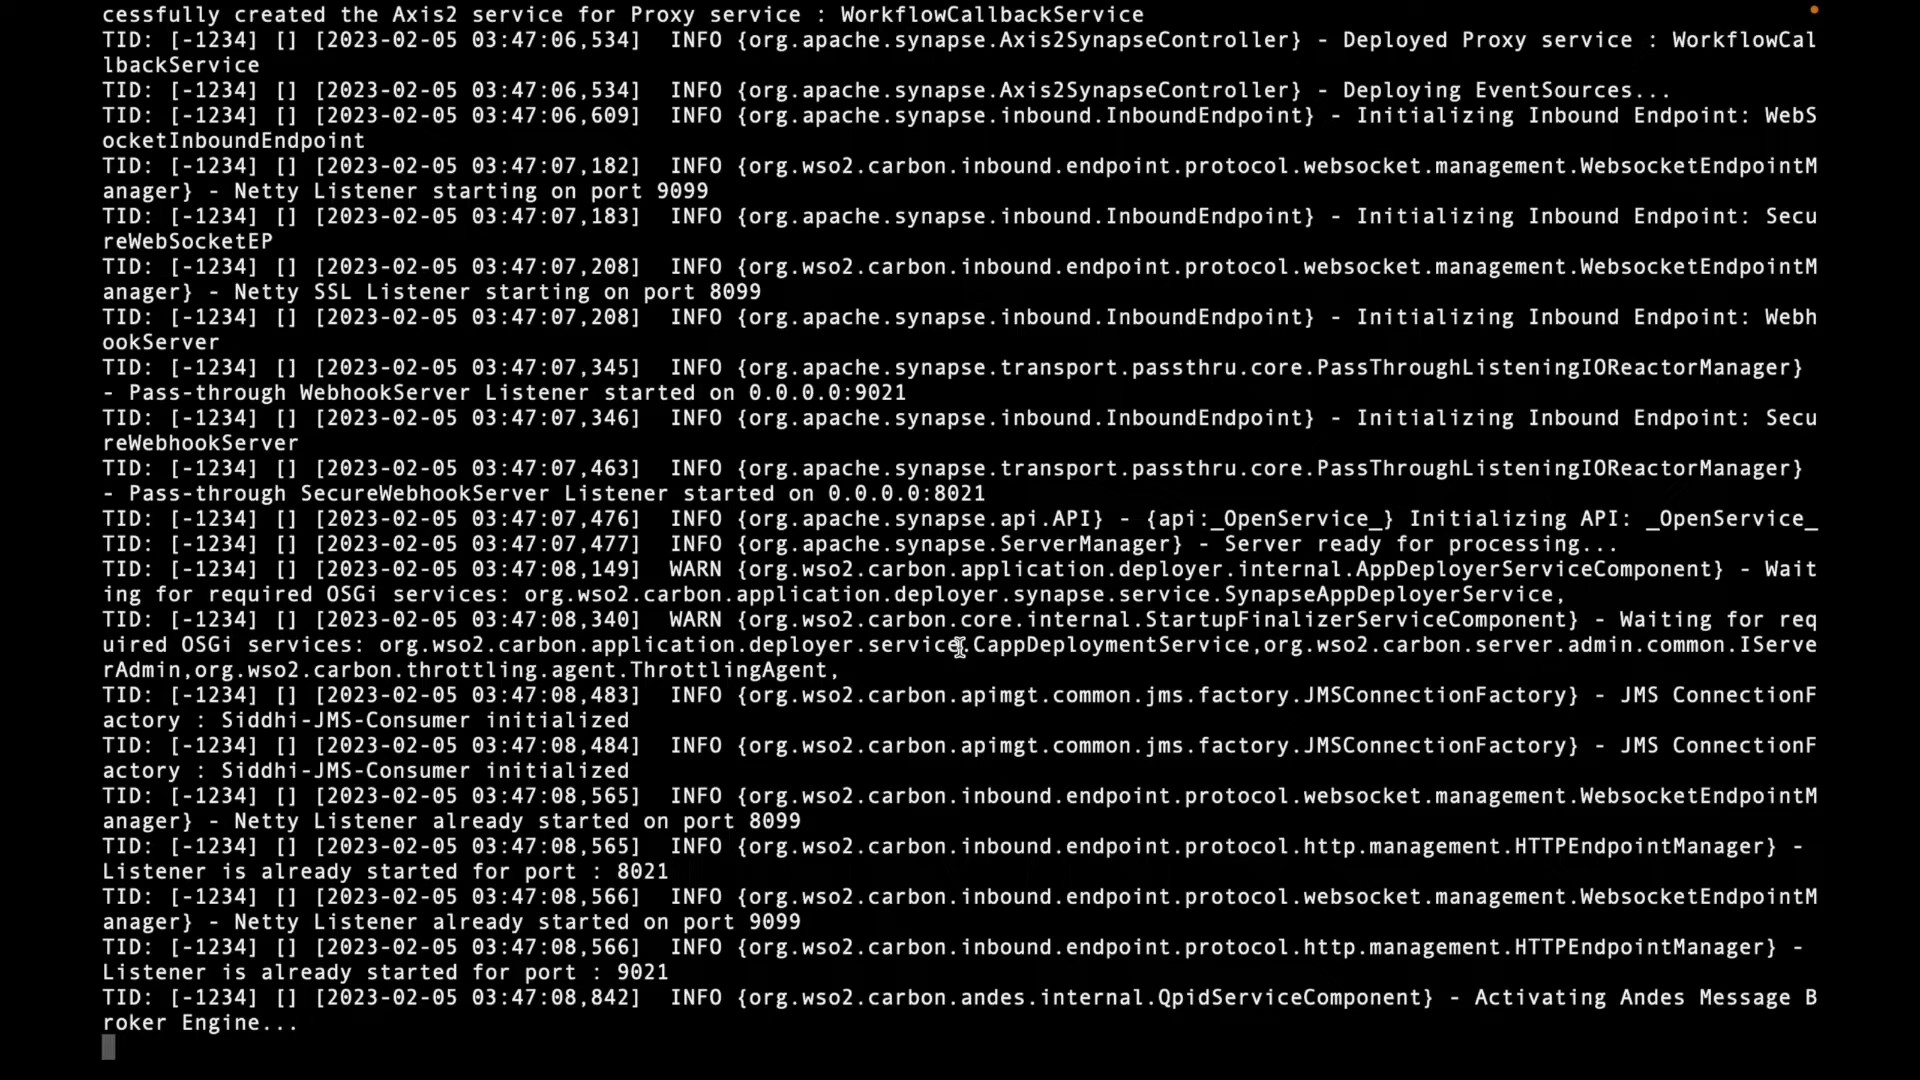 cessfully created the Axis2 service for Proxy service : WorkflowCallbackService
TID: [-1234] [] [2023-02-05 03:47:06,534]  INFO {org.apache.synapse.Axis2SynapseController} - Deployed Proxy service : WorkflowCal
lbackService
TID: [-1234] [] [2023-02-05 03:47:06,534]  INFO {org.apache.synapse.Axis2SynapseController} - Deploying EventSources...
TID: [-1234] [] [2023-02-05 03:47:06,609]  INFO {org.apache.synapse.inbound.InboundEndpoint} - Initializing Inbound Endpoint: WebS
ocketInboundEndpoint
TID: [-1234] [] [2023-02-05 03:47:07,182]  INFO {org.wso2.carbon.inbound.endpoint.protocol.websocket.management.WebsocketEndpointM
anager} - Netty Listener starting on port 9099
TID: [-1234] [] [2023-02-05 03:47:07,183]  INFO {org.apache.synapse.inbound.InboundEndpoint} - Initializing Inbound Endpoint: Secu
reWebSocketEP
TID: [-1234] [] [2023-02-05 03:47:07,208]  INFO {org.wso2.carbon.inbound.endpoint.protocol.websocket.management.WebsocketEndpointM
anager} - Netty SSL Listener starting on port 8099
TID: [-1234] [] [2023-02-05 03:47:07,208]  INFO {org.apache.synapse.inbound.InboundEndpoint} - Initializing Inbound Endpoint: Webh
ookServer
TID: [-1234] [] [2023-02-05 03:47:07,345]  INFO {org.apache.synapse.transport.passthru.core.PassThroughListeningIOReactorManager}
- Pass-through WebhookServer Listener started on 0.0.0.0:9021
TID: [-1234] [] [2023-02-05 03:47:07,346]  INFO {org.apache.synapse.inbound.InboundEndpoint} - Initializing Inbound Endpoint: Secu
reWebhookServer
TID: [-1234] [] [2023-02-05 03:47:07,463]  INFO {org.apache.synapse.transport.passthru.core.PassThroughListeningIOReactorManager}
- Pass-through SecureWebhookServer Listener started on 0.0.0.0:8021
TID: [-1234] [] [2023-02-05 03:47:07,476]  INFO {org.apache.synapse.api.API} - {api:_OpenService_} Initializing API: _OpenService_
TID: [-1234] [] [2023-02-05 03:47:07,477]  INFO {org.apache.synapse.ServerManager} - Server ready for processing...
TID: [-1234] [] [2023-02-05 03:47:08,149]  WARN {org.wso2.carbon.application.deployer.internal.AppDeployerServiceComponent} - Wait
ing for required OSGi services: org.wso2.carbon.application.deployer.synapse.service.SynapseAppDeployerService,
TID: [-1234] [] [2023-02-05 03:47:08,340]  WARN {org.wso2.carbon.core.internal.StartupFinalizerServiceComponent} - Waiting for req
uired OSGi services: org.wso2.carbon.application.deployer.service.CappDeploymentService,org.wso2.carbon.server.admin.common.IServe
rAdmin,org.wso2.carbon.throttling.agent.ThrottlingAgent,
TID: [-1234] [] [2023-02-05 03:47:08,483]  INFO {org.wso2.carbon.apimgt.common.jms.factory.JMSConnectionFactory} - JMS ConnectionF
actory : Siddhi-JMS-Consumer initialized
TID: [-1234] [] [2023-02-05 03:47:08,484]  INFO {org.wso2.carbon.apimgt.common.jms.factory.JMSConnectionFactory} - JMS ConnectionF
actory : Siddhi-JMS-Consumer initialized
TID: [-1234] [] [2023-02-05 03:47:08,565]  INFO {org.wso2.carbon.inbound.endpoint.protocol.websocket.management.WebsocketEndpointM
anager} - Netty Listener already started on port 8099
TID: [-1234] [] [2023-02-05 03:47:08,565]  INFO {org.wso2.carbon.inbound.endpoint.protocol.http.management.HTTPEndpointManager} -
Listener is already started for port : 8021
TID: [-1234] [] [2023-02-05 03:47:08,566]  INFO {org.wso2.carbon.inbound.endpoint.protocol.websocket.management.WebsocketEndpointM
anager} - Netty Listener already started on port 9099
TID: [-1234] [] [2023-02-05 03:47:08,566]  INFO {org.wso2.carbon.inbound.endpoint.protocol.http.management.HTTPEndpointManager} -
Listener is already started for port : 9021
TID: [-1234] [] [2023-02-05 03:47:08,842]  INFO {org.wso2.carbon.andes.internal.QpidServiceComponent} - Activating Andes Message B
roker Engine...